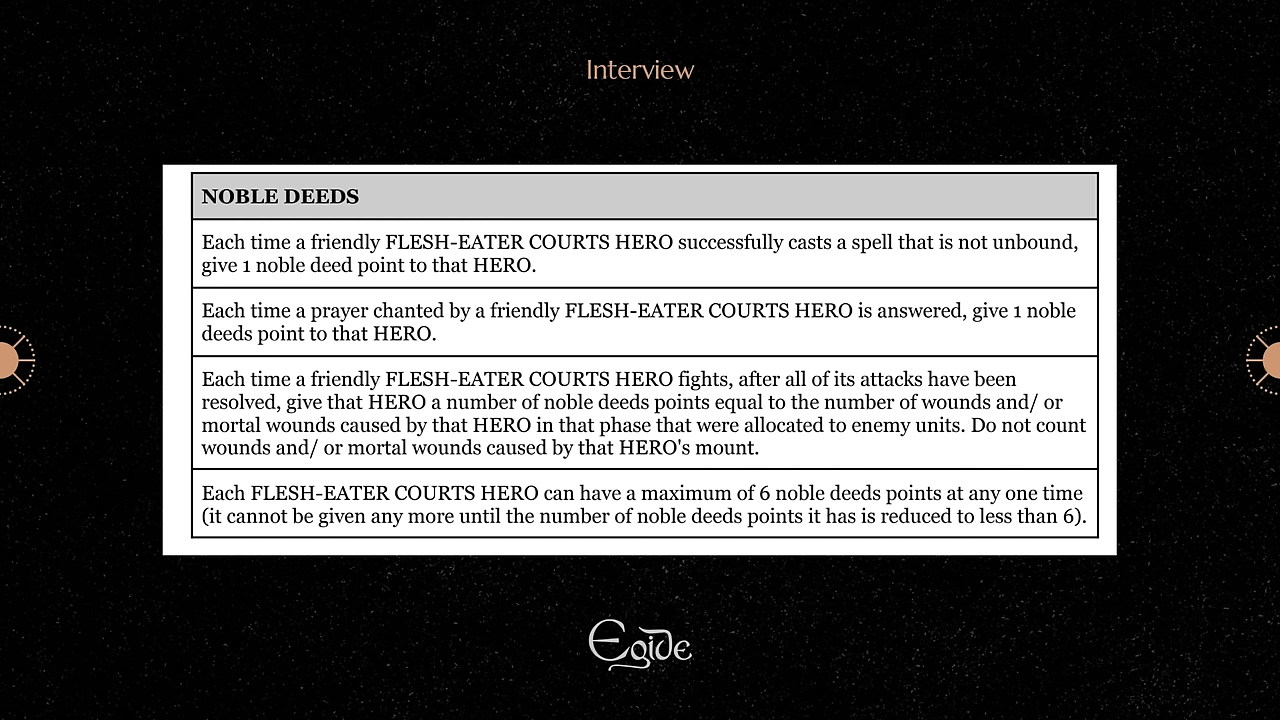 Interview
NOBLE DEEDS
Each time a friendly FLESH-EATER COURTS HERO successfully casts a spell that is not unbound,
give 1 noble deed point to that HERO.
Each time a prayer chanted by a friendly FLESH-EATER COURTS HERO is answered, give 1 noble
deeds point to that HERO.
Each time a friendly FLESH-EATER COURTS HERO fights, after all of its attacks have been
resolved, give that HERO a number of noble deeds points equal to the number of wounds and/ or
mortal wounds caused by that HERO in that phase that were allocated to enemy units. Do not count
wounds and/ or mortal wounds caused by that HERO's mount.
Each FLESH-EATER COURTS HERO can have a maximum of 6 noble deeds points at any one time
(it cannot be given any more until the number of noble deeds points it has is reduced to less than 6).
Egide